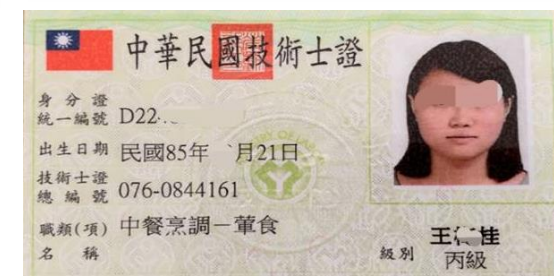 中華民國技術士證
身分證
統一編號 D22
出生日期 民國85年 月21日
技術士證
總編號 076-0844161
職類(項) 中餐烹調－葷食
名稱
王 佳
級別 丙級